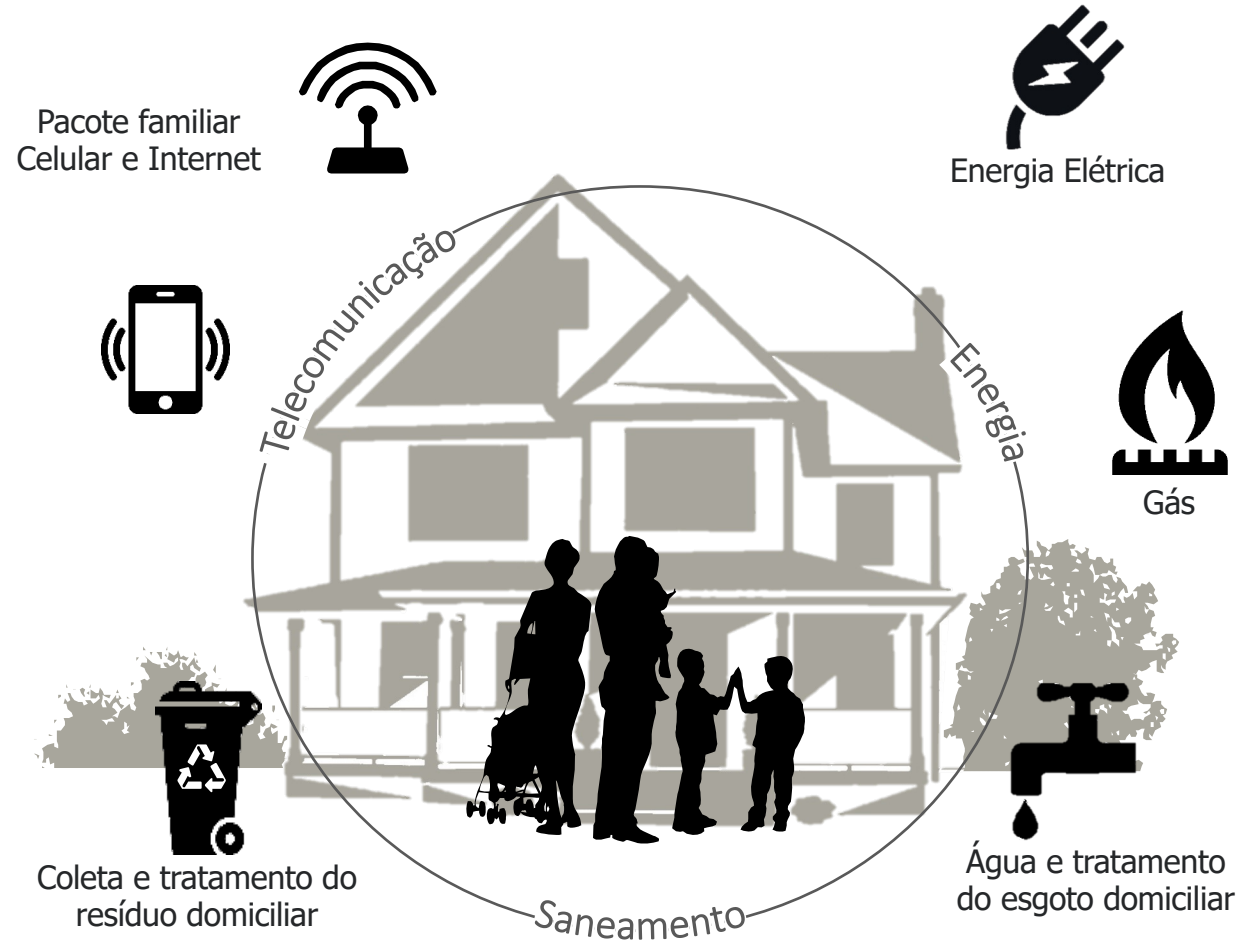 Pacote familiar
Celular e Internet
Energia Elétrica
Telecomunicação
Energia
Gás
Coleta e tratamento do
resíduo domiciliar
Água e tratamento
do esgoto domiciliar
Saneamento